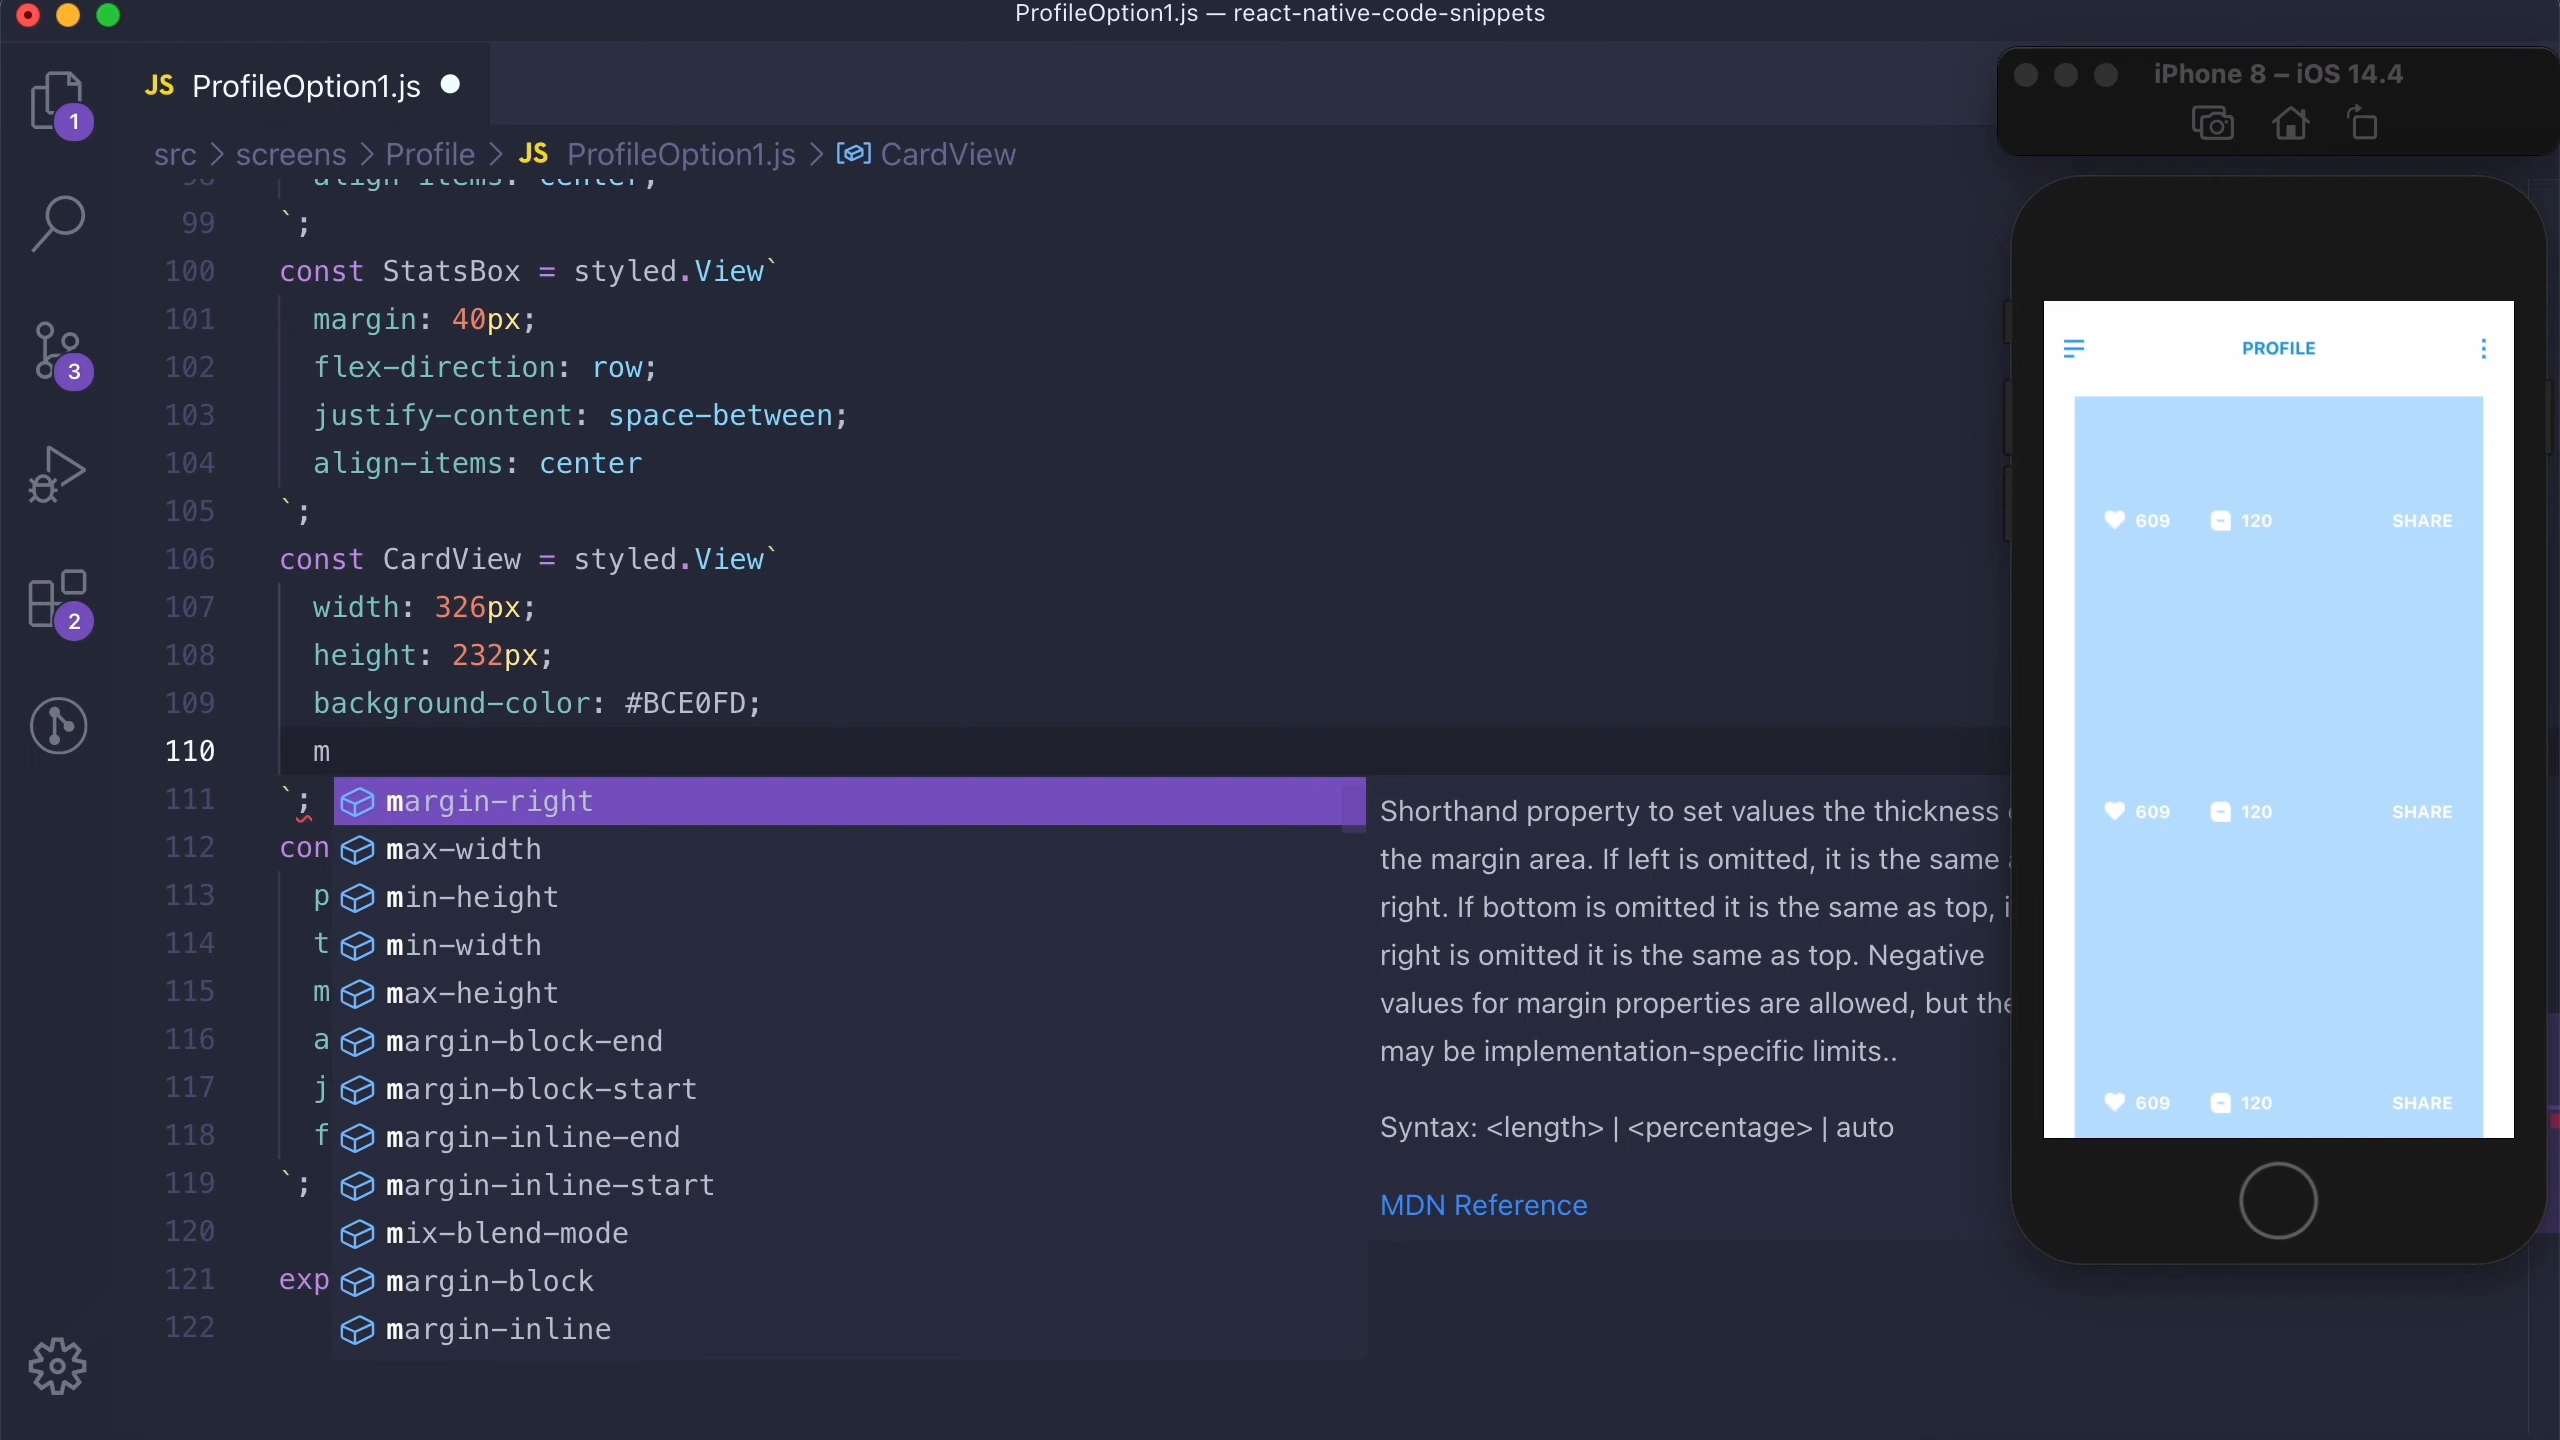 ProfileOption1.js — react-native-code-snippets
JS ProfileOption1.js
iPhone 8 – iOS 14.4
1
3
2
src > screens > Profile > JS ProfileOption1.js > CardView
98 align-items: center;
99 `;
100 const StatsBox = styled.View`
101 margin: 40px;
102 flex-direction: row;
103 justify-content: space-between;
104 align-items: center
105 `;
106 const CardView = styled.View`
107 width: 326px;
108 height: 232px;
109 background-color: #BCE0FD;
110 m
111 `;
112 con
113 p
114 t
115 m
116 a
117 j
118 f
119 `;
120
121 exp
122
margin-right
max-width
min-height
min-width
max-height
margin-block-end
margin-block-start
margin-inline-end
margin-inline-start
mix-blend-mode
margin-block
margin-inline
Shorthand property to set values the thickness
the margin area. If left is omitted, it is the same
right. If bottom is omitted it is the same as top,
right is omitted it is the same as top. Negative
values for margin properties are allowed, but the
may be implementation-specific limits..
Syntax: <length> | <percentage> | auto
MDN Reference
PROFILE
609 120 SHARE
609 120 SHARE
609 120 SHARE